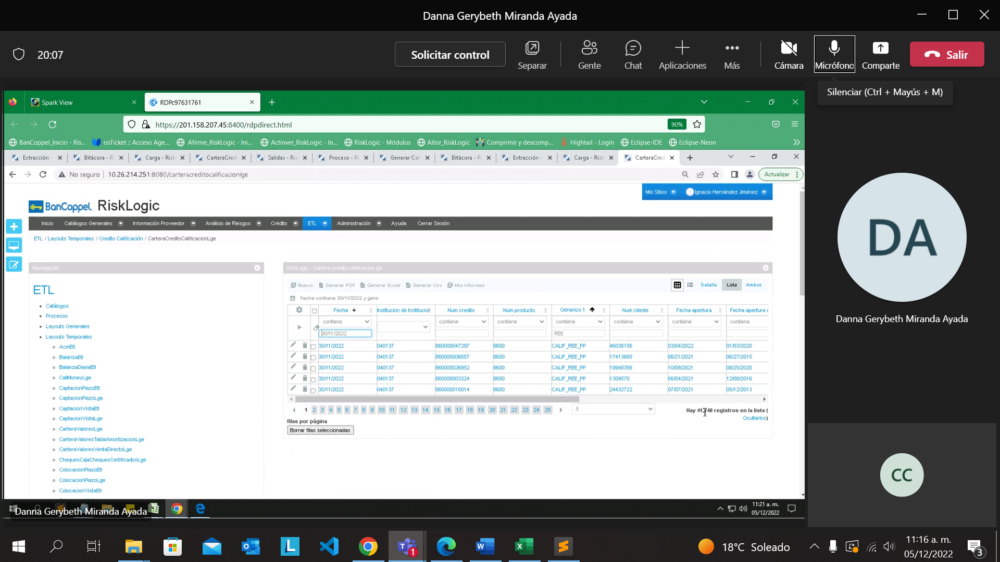 Danna Gerybeth Miranda Ayada
20:07
Solicitar control
Separar
Gente
Chat
Aplicaciones
Más
Cámara
Micrófono
Comparte
Salir
Silenciar (Ctrl + Mayús + M)
Spark View
RDPc97631761
https://201.158.207.45:8400/rdpdirect.html
90%
BanCoppel_Inicio - Ris...
osTicket :: Acceso Age...
Afirme_RiskLogic - Ini...
Actinver_RiskLogic - In...
RiskLogic - Módulos
Altor_RiskLogic
Comprimir y descomp...
Hightail - Login
Eclipse-IDE
Eclipse-Neon
Extracción -
Bitácora - R
Carga - Risk
CarteraCred
Salidas - Ris
Proceso - Ri
Generar Cal
Bitácora - R
Extracción -
Carga - Risk
CarteraCred
No seguro
10.26.214.251:8080/carteracreditocalificacionlge
Actualizar
Mis Sitios
Ignacio Hernández Jiménez
BanCoppel. RiskLogic
Inicio
Catálogos Generales
Información Proveedor
Análisis de Riesgos
Crédito
ETL
Administración
Ayuda
Cerrar Sesión
ETL / Layouts Temporales / Credito Calificación / CarteraCreditoCalificacionLge
Navegación
ETL
Catálogos
Procesos
Layouts Generales
Layouts Temporales
AcmEtl
BalanzaEtl
BalanzaDiariaEtl
CallMoneyLge
CaptacionPlazoEtl
CaptacionPlazoLge
CaptacionVistaEtl
CaptacionVistaLge
CarteraValoresLge
CarteraValoresTablaAmortizacionLge
CarteraValoresVentaDirectoLge
ChequesCajaChequesCertificadosLge
ColocacionPlazoEtl
ColocacionPlazoLge
ColocacionVistaEtl
RiskLogic - Cartera credito calificacion lge
Nuevo
Generar PDF
Generar Excel
Generar Csv
Mis informes
Detalle
Lista
Ambos
Fecha contiene 30/11/2022 y gene
Fecha
Institucion de Institucion
Num credito
Num producto
Generico 1
Num cliente
Fecha apertura
Fecha apertura c
contiene
contiene
contiene
contiene
contiene
contiene
contiene
30/11/2022
REE
30/11/2022 040137 860000047297 8600 CALIF_REE_PP 46036156 03/04/2022 01/03/2020
30/11/2022 040137 860000006657 8600 CALIF_REE_PP 17413685 06/21/2021 06/27/2015
30/11/2022 040137 860000026952 8600 CALIF_REE_PP 19948356 10/08/2021 08/25/2020
30/11/2022 040137 860000003324 8600 CALIF_REE_PP 1309570 06/04/2021 12/08/2016
30/11/2022 040137 860000010014 8600 CALIF_REE_PP 24432722 07/07/2021 05/12/2013
1 2 3 4 5 6 7 8 9 10 11 12 13 14 15 16 17 18 19 20 21 22 23 24 25
5
registros en la lista (
Hay
Ocultarlos)
filas por página
Borrar filas seleccionadas
11:21 a. m.
05/12/2022
Danna Gerybeth Miranda Ayada
DA
Danna Gerybeth Miranda Ayada
CC
1
18°C Soleado
11:16 a. m.
05/12/2022
3